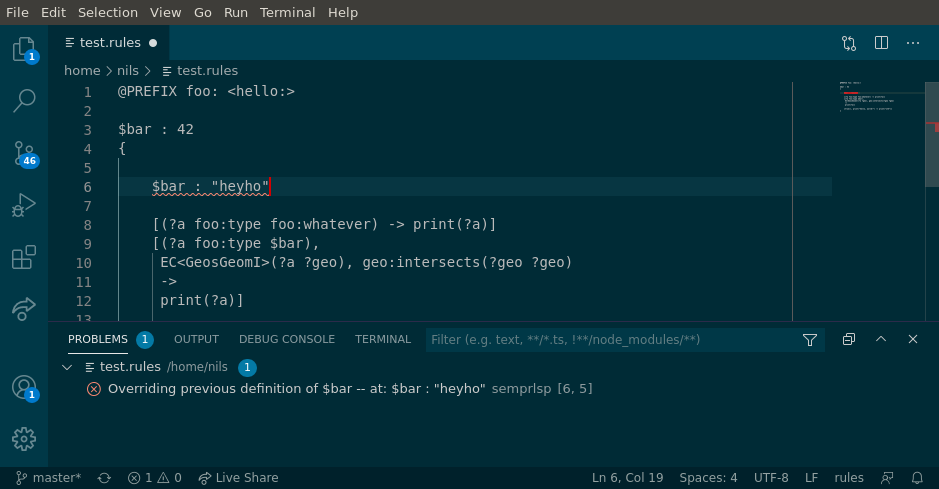 File Edit Selection View Go Run Terminal Help
test.rules
home nils test.rules
1 @PREFIX foo: <hello:>
2
3 $bar : 42
4 {
5
6 $bar : "heyho"
7
8 [(?a foo:type foo:whatever) -> print(?a)]
9 [(?a foo:type $bar),
10 EC<GeosGeomI>(?a ?geo), geo:intersects(?geo ?geo)
11 ->
12 print(?a)]
13
1
46
1
PROBLEMS 1 OUTPUT DEBUG CONSOLE TERMINAL Filter (e.g. text, **/*.ts, !**/node_modules/**)
test.rules /home/nils 1
Overriding previous definition of $bar -- at: $bar : "heyho" semprlsp [6, 5]
master* 1 0 Live Share Ln 6, Col 19 Spaces: 4 UTF-8 LF rules